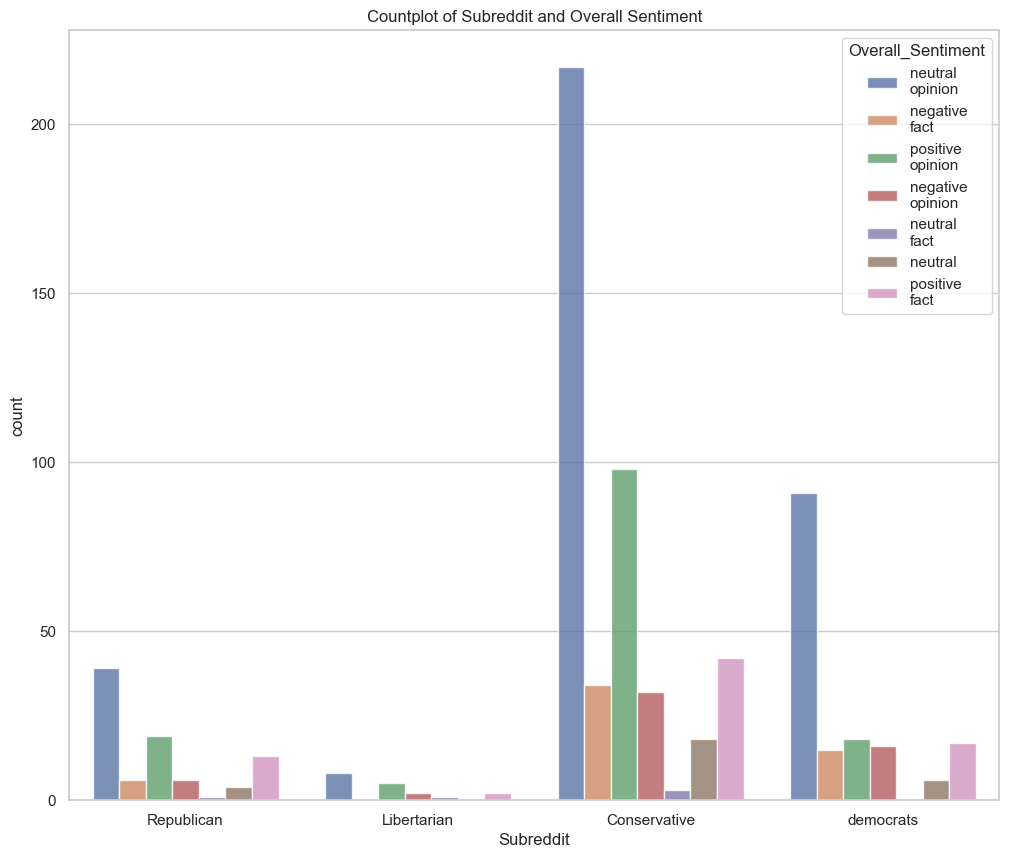 Countplot of Subreddit and Overall Sentiment
Overall_Sentiment
neutral
opinion
negative
fact
positive
opinion
negative
opinion
neutral
fact
neutral
positive
fact
200
150
100
50
0
count
Republican
Libertarian
Conservative
democrats
Subreddit